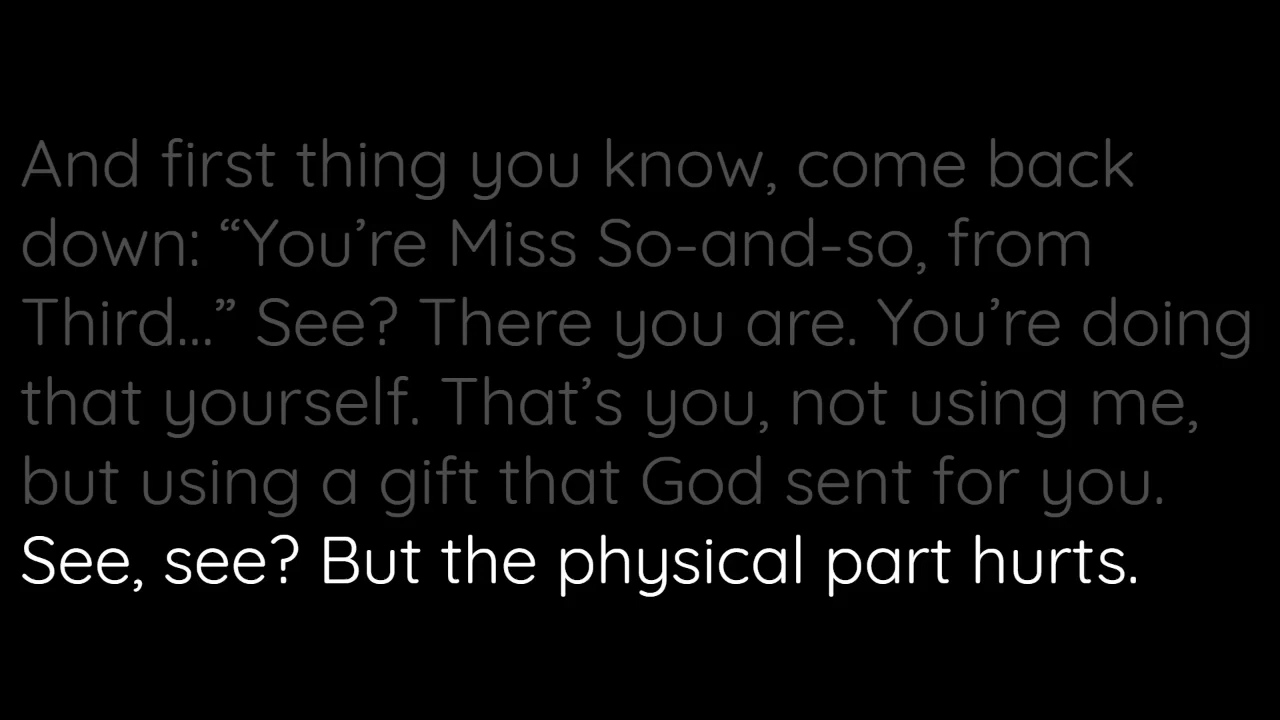 And first thing you know, come back
down: “You’re Miss So-and-so, from
Third...” See? There you are. You’re doing
that yourself. That’s you, not using me,
but using a gift that God sent for you.
See, see? But the physical part hurts.